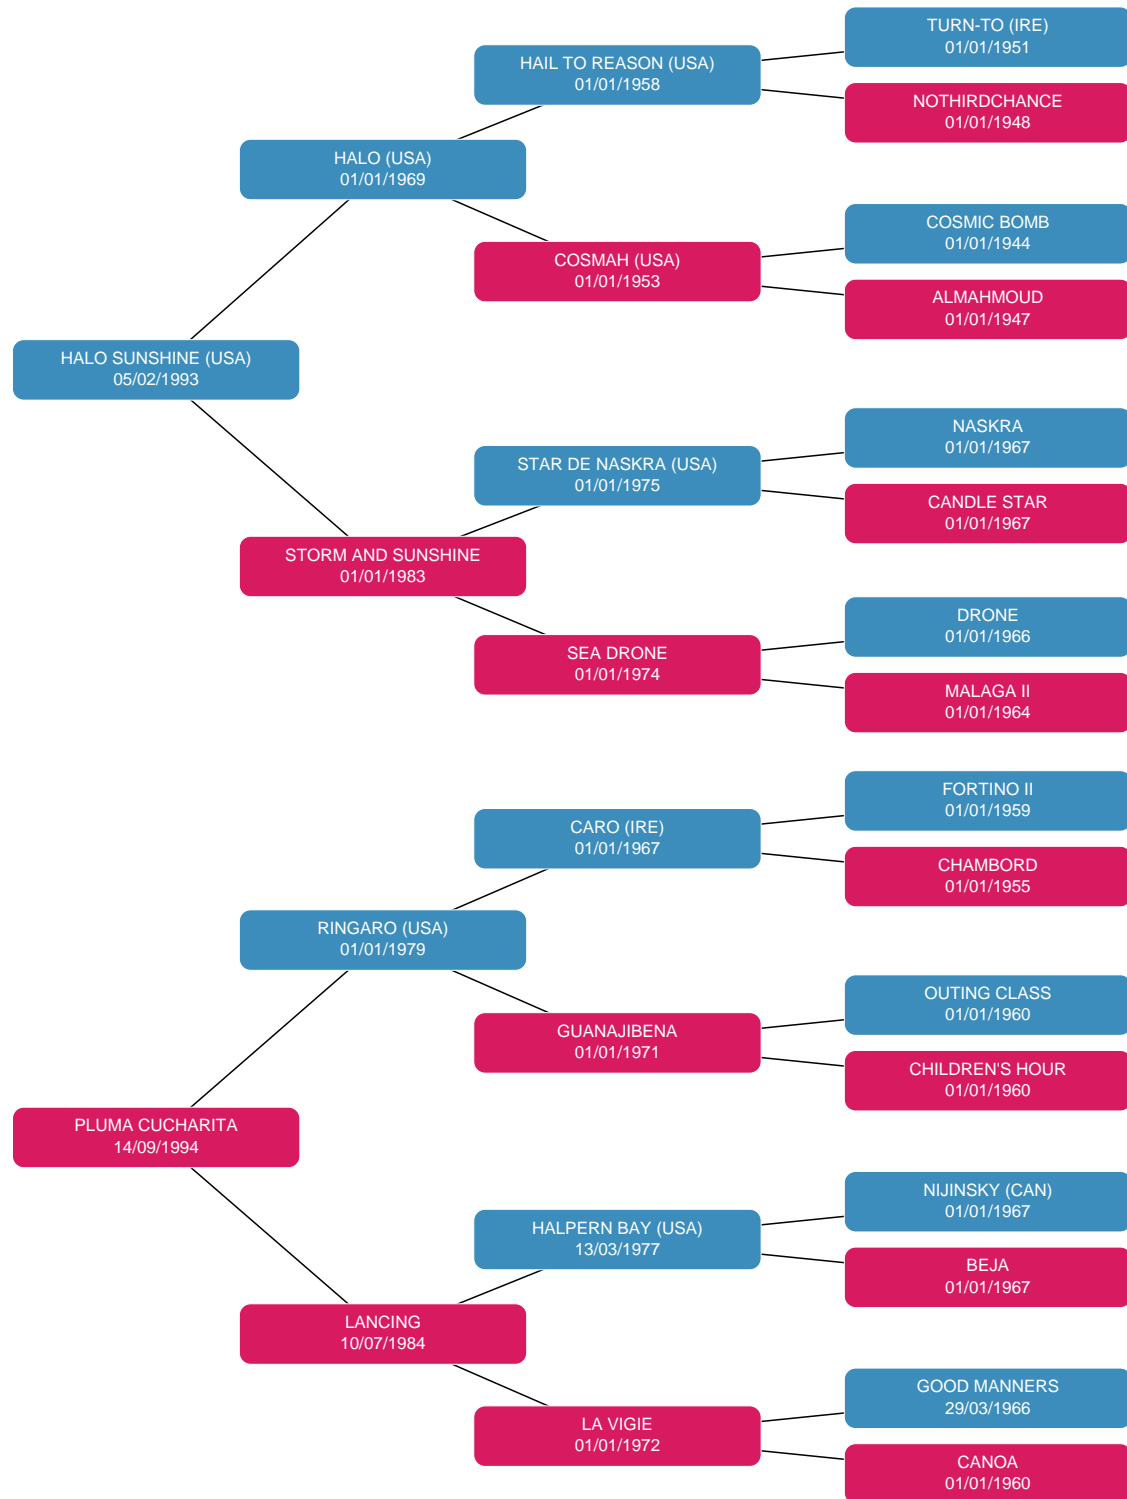 TURN-TO (IRE)
01/01/1951
HAIL TO REASON (USA)
01/01/1958
NOTHIRDCHANCE
01/01/1948
HALO (USA)
01/01/1969
COSMIC BOMB
01/01/1944
COSMAH (USA)
01/01/1953
ALMAHMOUD
01/01/1947
HALO SUNSHINE (USA)
05/02/1993
NASKRA
01/01/1967
STAR DE NASKRA (USA)
01/01/1975
CANDLE STAR
01/01/1967
STORM AND SUNSHINE
01/01/1983
DRONE
01/01/1966
SEA DRONE
01/01/1974
MALAGA II
01/01/1964
FORTINO II
01/01/1959
CARO (IRE)
01/01/1967
CHAMBORD
01/01/1955
RINGARO (USA)
01/01/1979
OUTING CLASS
01/01/1960
GUANAJIBENA
01/01/1971
CHILDREN'S HOUR
01/01/1960
PLUMA CUCHARITA
14/09/1994
NIJINSKY (CAN)
01/01/1967
HALPERN BAY (USA)
13/03/1977
BEJA
01/01/1967
LANCING
10/07/1984
GOOD MANNERS
29/03/1966
LA VIGIE
01/01/1972
CANOA
01/01/1960